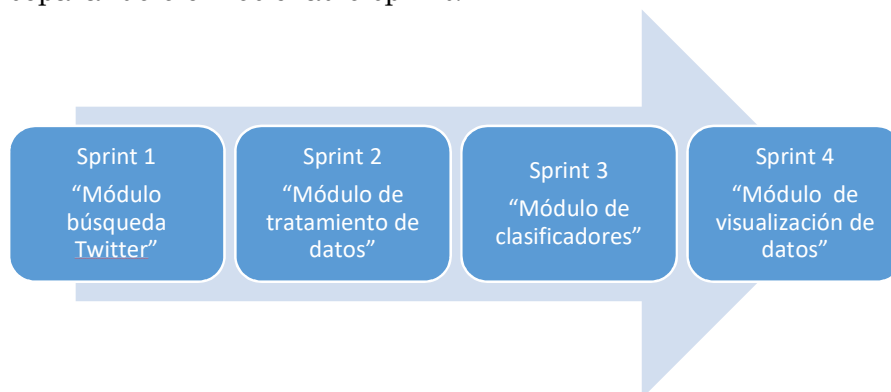 Sprint 1
“Módulo
búsqueda
Twitter”
Sprint 2
“Módulo de
tratamiento de
datos”
Sprint 3
“Módulo de
clasificadores”
Sprint 4
“Módulo  de
visualización de
datos”